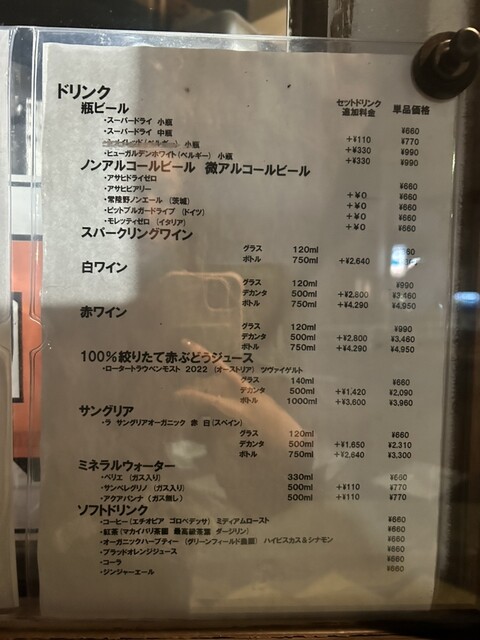 ドリンク
セットドリンク 追加料金 単品価格
瓶ビール
・スーパードライ 小瓶 ¥660
・スーパードライ 中瓶 +¥110 ¥770
小瓶 +¥330 ¥990
・ヒューガルデンホワイト(ベルギー) 小瓶 +¥330 ¥990
ノンアルコールビール 微アルコールビール
・アサヒドライゼロ ¥660
・アサヒビアリー +¥0 ¥660
・常陸野ノンエール (茨城) +¥0 ¥660
・ビットブルガードライブ (ドイツ) +¥0 ¥660
・モレッティゼロ (イタリア) +¥0 ¥660
スパークリングワイン
グラス 120ml
ボトル 750ml +¥2,640
白ワイン
グラス 120ml ¥990
デカンタ 500ml +¥2,800 ¥3,460
ボトル 750ml +¥4,290 ¥4,950
赤ワイン
グラス 120ml ¥990
デカンタ 500ml +¥2,800 ¥3,460
ボトル 750ml +¥4,290 ¥4,950
100%絞りたて赤ぶどうジュース
・ロータートラウベンモスト 2022 (オーストリア) ツヴァイゲルト
グラス 140ml ¥660
デカンタ 500ml +¥1,420 ¥2,090
ボトル 1000ml +¥3,600 ¥3,960
サングリア
・ラ サングリアオーガニック 赤 白(スペイン)
グラス 120ml ¥660
デカンタ 500ml +¥1,650 ¥2,310
ボトル 750ml +¥2,640 ¥3,300
ミネラルウォーター
・ペリエ (ガス入り) 330ml ¥660
・サンペレグリノ (ガス入り) 500ml +¥110 ¥770
・アクアパンナ (ガス無し) 500ml +¥110 ¥770
ソフトドリンク
・コーヒー(エチオピア ゴロベデッサ) ミディアムロースト ¥660
・紅茶(マカイバリ茶園 最高級茶葉 ダージリン) ¥660
・オーガニックハーブティー (グリーンフィールド農園) ハイビスカス&シナモン ¥660
・ブラッドオレンジジュース ¥660
・コーラ ¥660
・ジンジャーエール ¥660